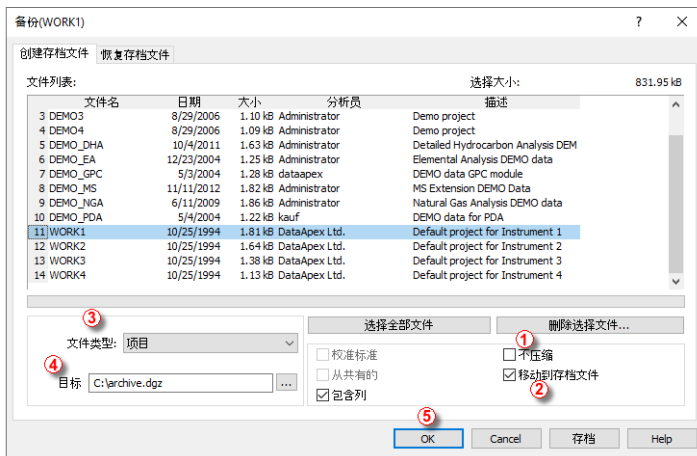 备份(WORK1)
创建存档文件 恢复存档文件
文件列表: 选择大小: 831.95 kB
文件名 日期 大小 分析员 描述
3 DEMO3 8/29/2006 1.10 kB Administrator Demo project
4 DEMO4 8/29/2006 1.09 kB Administrator Demo project
5 DEMO_DHA 10/4/2011 1.63 kB Administrator Detailed Hydrocarbon Analysis DEM
6 DEMO_EA 12/23/2004 1.25 kB Administrator Elemental Analysis DEMO data
7 DEMO_GPC 5/3/2004 1.28 kB dataapex DEMO data GPC module
8 DEMO_MS 11/11/2012 1.82 kB Administrator MS Extension DEMO Data
9 DEMO_NGA 6/11/2009 1.86 kB Administrator Natural Gas Analysis DEMO data
10 DEMO_PDA 5/4/2004 1.22 kB kauf DEMO data for PDA
11 WORK1 10/25/1994 1.81 kB DataApex Ltd. Default project for Instrument 1
12 WORK2 10/25/1994 1.64 kB DataApex Ltd. Default project for Instrument 2
13 WORK3 10/25/1994 1.38 kB DataApex Ltd. Default project for Instrument 3
14 WORK4 10/25/1994 1.13 kB DataApex Ltd. Default project for Instrument 4
③ 选择全部文件 删除选择文件...
文件类型: 项目 ①
校准标准 不压缩
④ 从共有的 移动到存档文件
目标 C:\archive.dgz ... ②
包含列
⑤
OK Cancel 存档 Help